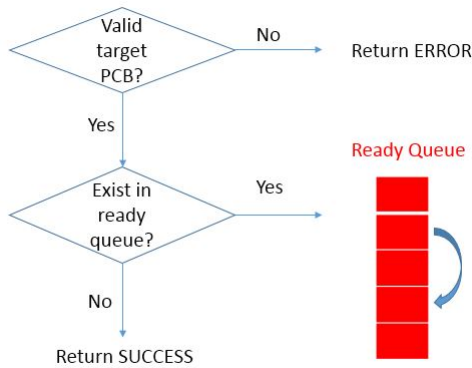 Valid
target
PCB?
No
Return ERROR
Yes
Ready Queue
Exist in
ready
queue?
Yes
No
Return SUCCESS